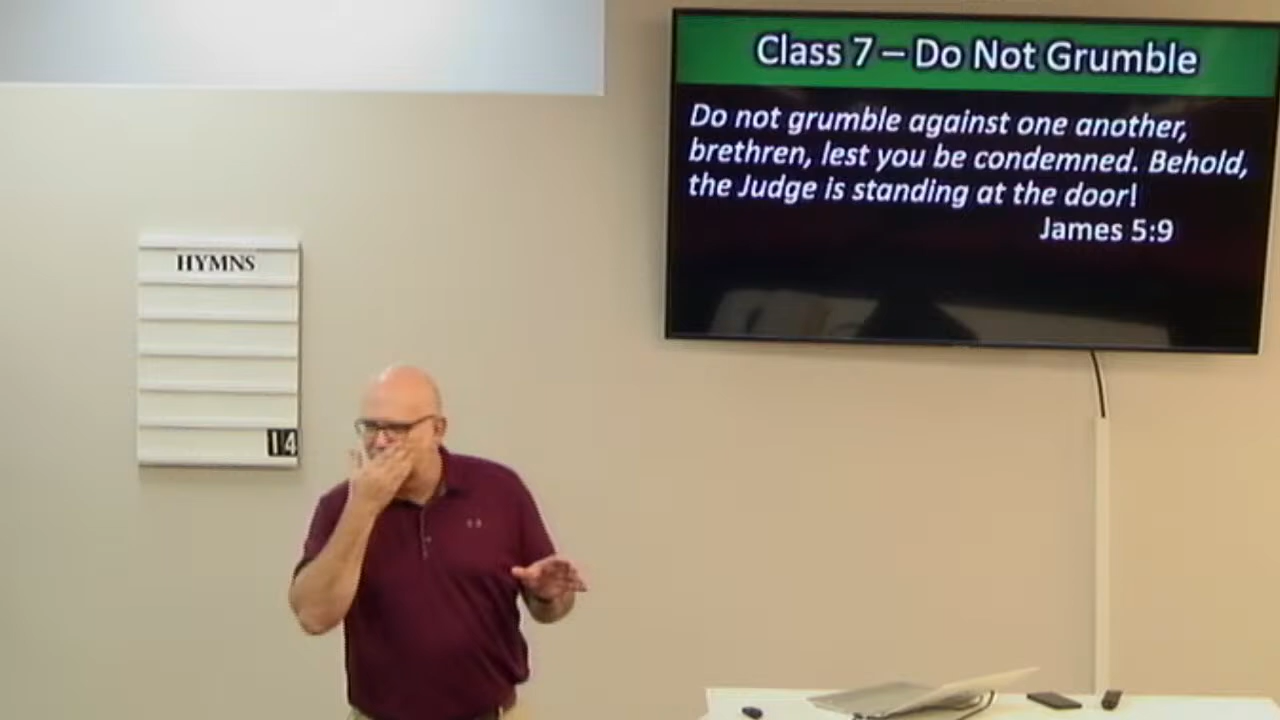 Class 7 – Do Not Grumble
Do not grumble against one another,
brethren, lest you be condemned. Behold,
the Judge is standing at the door!
James 5:9
HYMNS
14